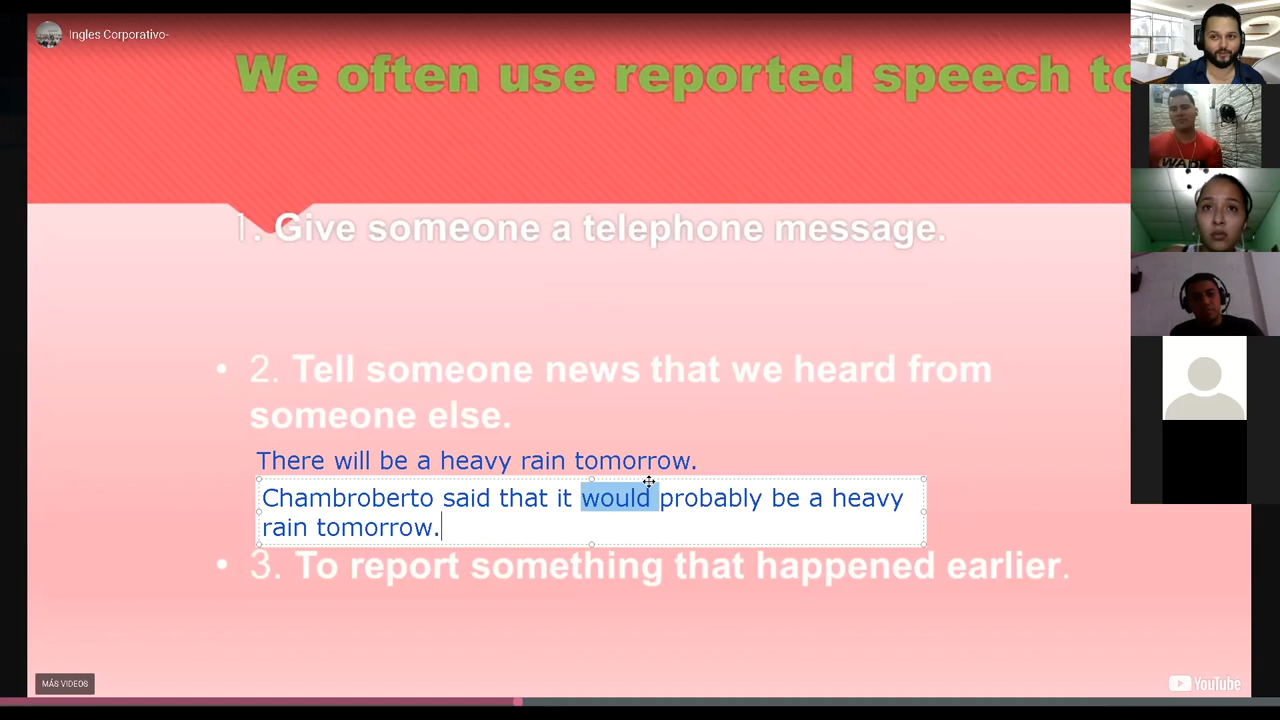 Ingles Corporativo-
We often use reported speech to
1. Give someone a telephone message.
• 2. Tell someone news that we heard from
someone else.
There will be a heavy rain tomorrow.
Chambroberto said that it would probably be a heavy
rain tomorrow.
• 3. To report something that happened earlier.
MÁS VIDEOS
YouTube